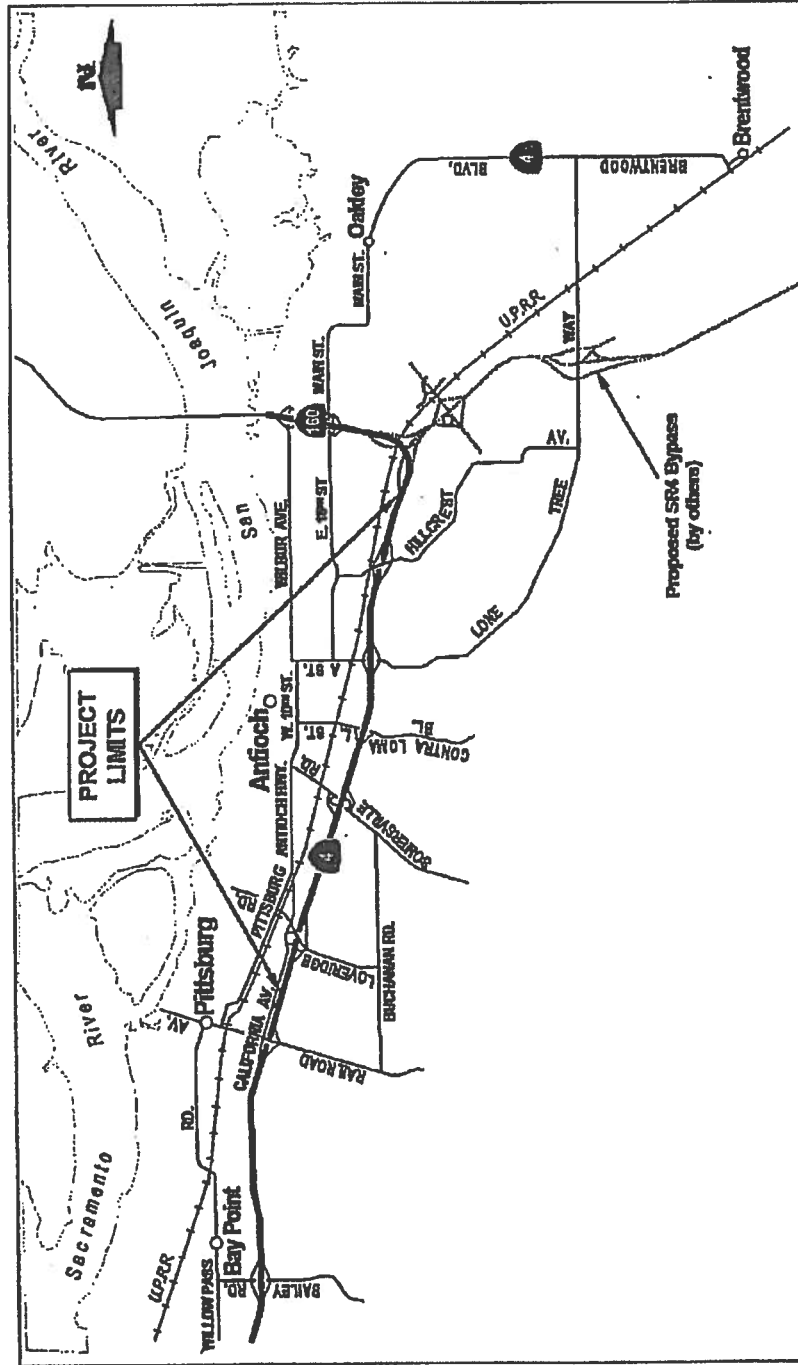 N
River
Joaquin
San
Sacramento
River
PROJECT
LIMITS
U.P.R.R
WILLOW PASS
RD.
Bay Point
BAILEY
RD.
Pittsburg
AV.
RAILROAD
CALIFORNIA AV.
LOVERIDGE
RD
BUCHANAN RD.
PITTSBURG ANTIOCH HWY.
4
SOMERSVILLE
RD.
Antioch
W. 10TH ST.
L
ST.
CONTRA LOMA
BL.
A ST.
WILBUR AVE.
E. 18TH ST
HILLCREST
AV.
LONE
TREE
WAY
160
MAIN ST.
MAIN ST.
Oakley
U.P.R.R
BLVD.
4
BRENTWOOD
Brentwood
Proposed SR4 Bypass
(by others)